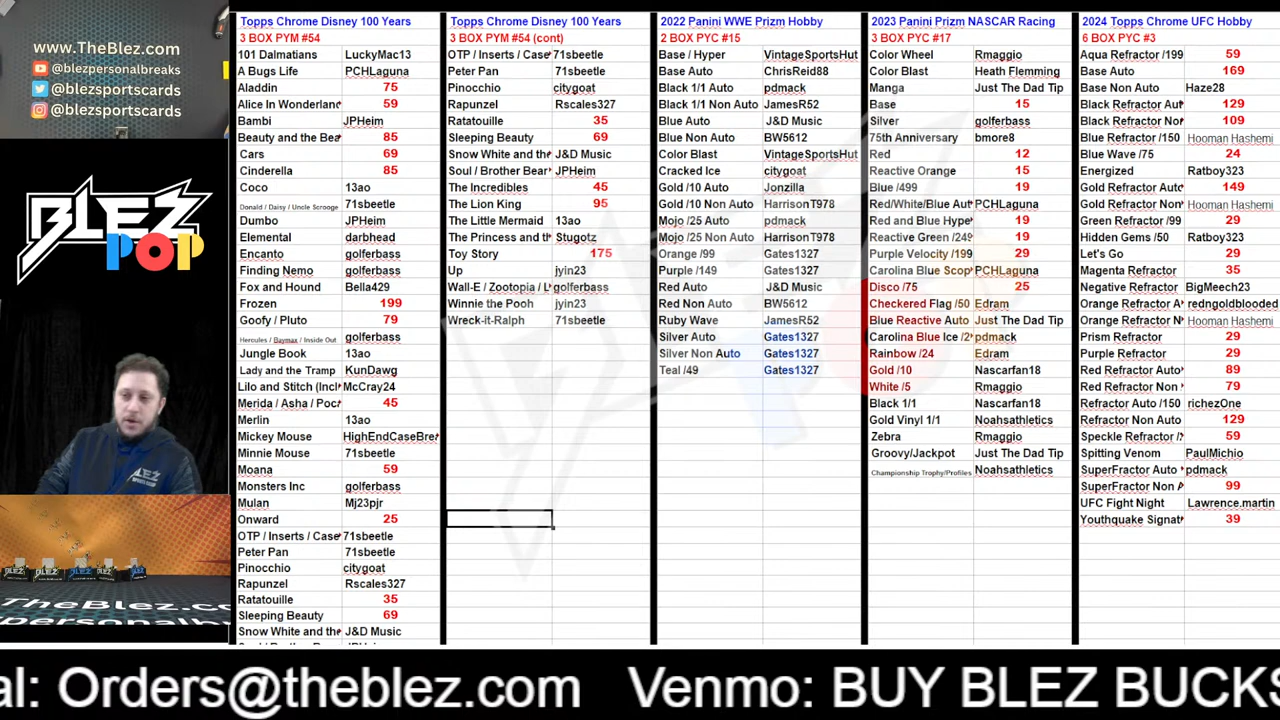 www.TheBlez.com
@blezpersonalbreaks
@blezsportscards
BLEZ
POP
BLEZ
TheBlez.co
Topps Chrome Disney 100 Years
3 BOX PYM #54
101 Dalmatians LuckyMac13
A Bugs Life PCHLaguna
Aladdin 75
Alice In Wonderlan 59
Bambi JPHeim
Beauty and the Bea 85
Cars 69
Cinderella 85
Coco 13ao
Donald / Daisy / Uncle Scrooge 71sbeetle
Dumbo JPHeim
Elemental darbhead
Encanto golferbass
Finding Nemo golferbass
Fox and Hound Bella429
Frozen 199
Goofy / Pluto 79
Hercules / Baymax / Inside Out golferbass
Jungle Book 13ao
Lady and the Tramp KunDawg
Lilo and Stitch (Incl McCray24
Merida / Asha / Poc 45
Merlin 13ao
Mickey Mouse HighEndCaseBre
Minnie Mouse 71sbeetle
Moana 59
Monsters Inc golferbass
Mulan Mj23pjr
Onward 25
OTP / Inserts / Case 71sbeetle
Peter Pan 71sbeetle
Pinocchio citygoat
Rapunzel Rscales327
Ratatouille 35
Sleeping Beauty 69
Snow White and the J&D Music
Topps Chrome Disney 100 Years
3 BOX PYM #54 (cont)
OTP / Inserts / Case 71sbeetle
Peter Pan 71sbeetle
Pinocchio citygoat
Rapunzel Rscales327
Ratatouille 35
Sleeping Beauty 69
Snow White and the J&D Music
Soul / Brother Bear JPHeim
The Incredibles 45
The Lion King 95
The Little Mermaid 13ao
The Princess and th Stugotz
Toy Story 175
Up jyin23
Wall-E / Zootopia / L golferbass
Winnie the Pooh jyin23
Wreck-it-Ralph 71sbeetle
2022 Panini WWE Prizm Hobby
2 BOX PYC #15
Base / Hyper VintageSportsHut
Base Auto ChrisReid88
Black 1/1 Auto pdmack
Black 1/1 Non Auto JamesR52
Blue Auto J&D Music
Blue Non Auto BW5612
Color Blast VintageSportsHut
Cracked Ice citygoat
Gold /10 Auto Jonzilla
Gold /10 Non Auto HarrisonT978
Mojo /25 Auto pdmack
Mojo /25 Non Auto HarrisonT978
Orange /99 Gates1327
Purple /149 Gates1327
Red Auto J&D Music
Red Non Auto BW5612
Ruby Wave JamesR52
Silver Auto Gates1327
Silver Non Auto Gates1327
Teal /49 Gates1327
2023 Panini Prizm NASCAR Racing
3 BOX PYC #17
Color Wheel Rmaggio
Color Blast Heath Flemming
Manga Just The Dad Tip
Base 15
Silver golferbass
75th Anniversary bmore8
Red 12
Reactive Orange 15
Blue /499 19
Red/White/Blue Aut PCHLaguna
Red and Blue Hype 19
Reactive Green /249 19
Purple Velocity /199 29
Carolina Blue Scop PCHLaguna
Disco /75 25
Checkered Flag /50 Edram
Blue Reactive Auto Just The Dad Tip
Carolina Blue Ice /2 pdmack
Rainbow /24 Edram
Gold /10 Nascarfan18
White /5 Rmaggio
Black 1/1 Nascarfan18
Gold Vinyl 1/1 Noahsathletics
Zebra Rmaggio
Groovy/Jackpot Just The Dad Tip
Championship Trophy/Profiles Noahsathletics
2024 Topps Chrome UFC Hobby
6 BOX PYC #3
Aqua Refractor /199 59
Base Auto 169
Base Non Auto Haze28
Black Refractor Aut 129
Black Refractor No 109
Blue Refractor /150 Hooman Hashemi
Blue Wave /75 24
Energized Ratboy323
Gold Refractor Aut 149
Gold Refractor Non Hooman Hashemi
Green Refractor /99 29
Hidden Gems /50 Ratboy323
Let's Go 29
Magenta Refractor 35
Negative Refractor BigMeech23
Orange Refractor A redngoldblooded
Orange Refractor N Hooman Hashemi
Prism Refractor 29
Purple Refractor 29
Red Refractor Auto 89
Red Refractor Non 79
Refractor Auto /150 richezOne
Refractor Non Auto 129
Speckle Refractor / 59
Spitting Venom PaulMichio
SuperFractor Auto pdmack
SuperFractor Non A 99
UFC Fight Night Lawrence.martin
Youthquake Signat 39
al: Orders@theblez.com Venmo: BUY BLEZ BUCKS